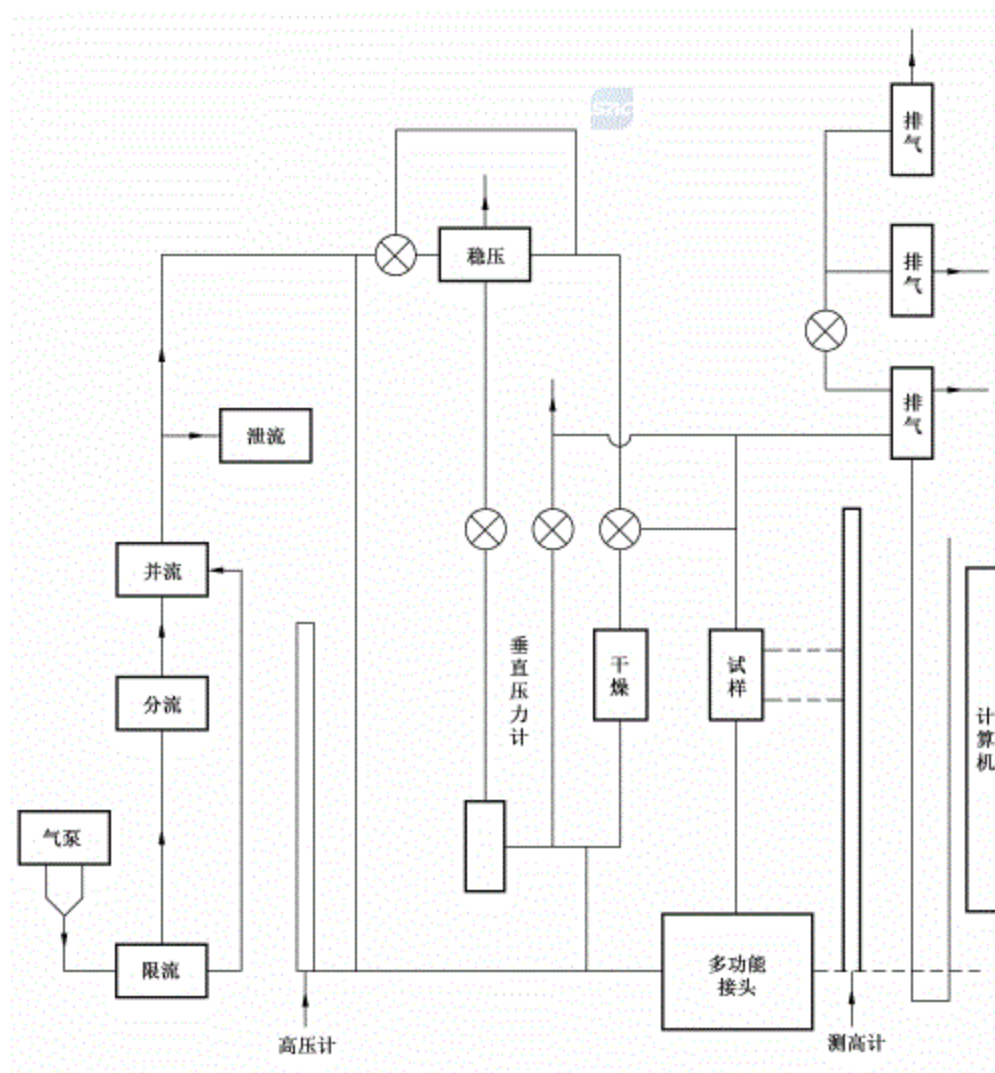 SAC
排气
稳压
排气
排气
泄流
并流
垂直压力计
干燥
试样
分流
计算机
气泵
限流
多功能
接头
高压计
测高计